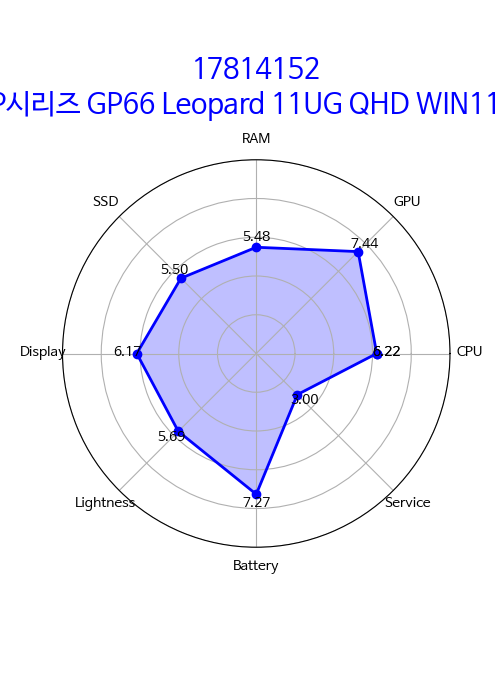 17814152
P시리즈 GP66 Leopard 11UG QHD WIN11
RAM
SSD
GPU
5.48
7.44
5.50
Display
6.17
6.22
CPU
3.00
5.69
Lightness
Service
7.27
Battery